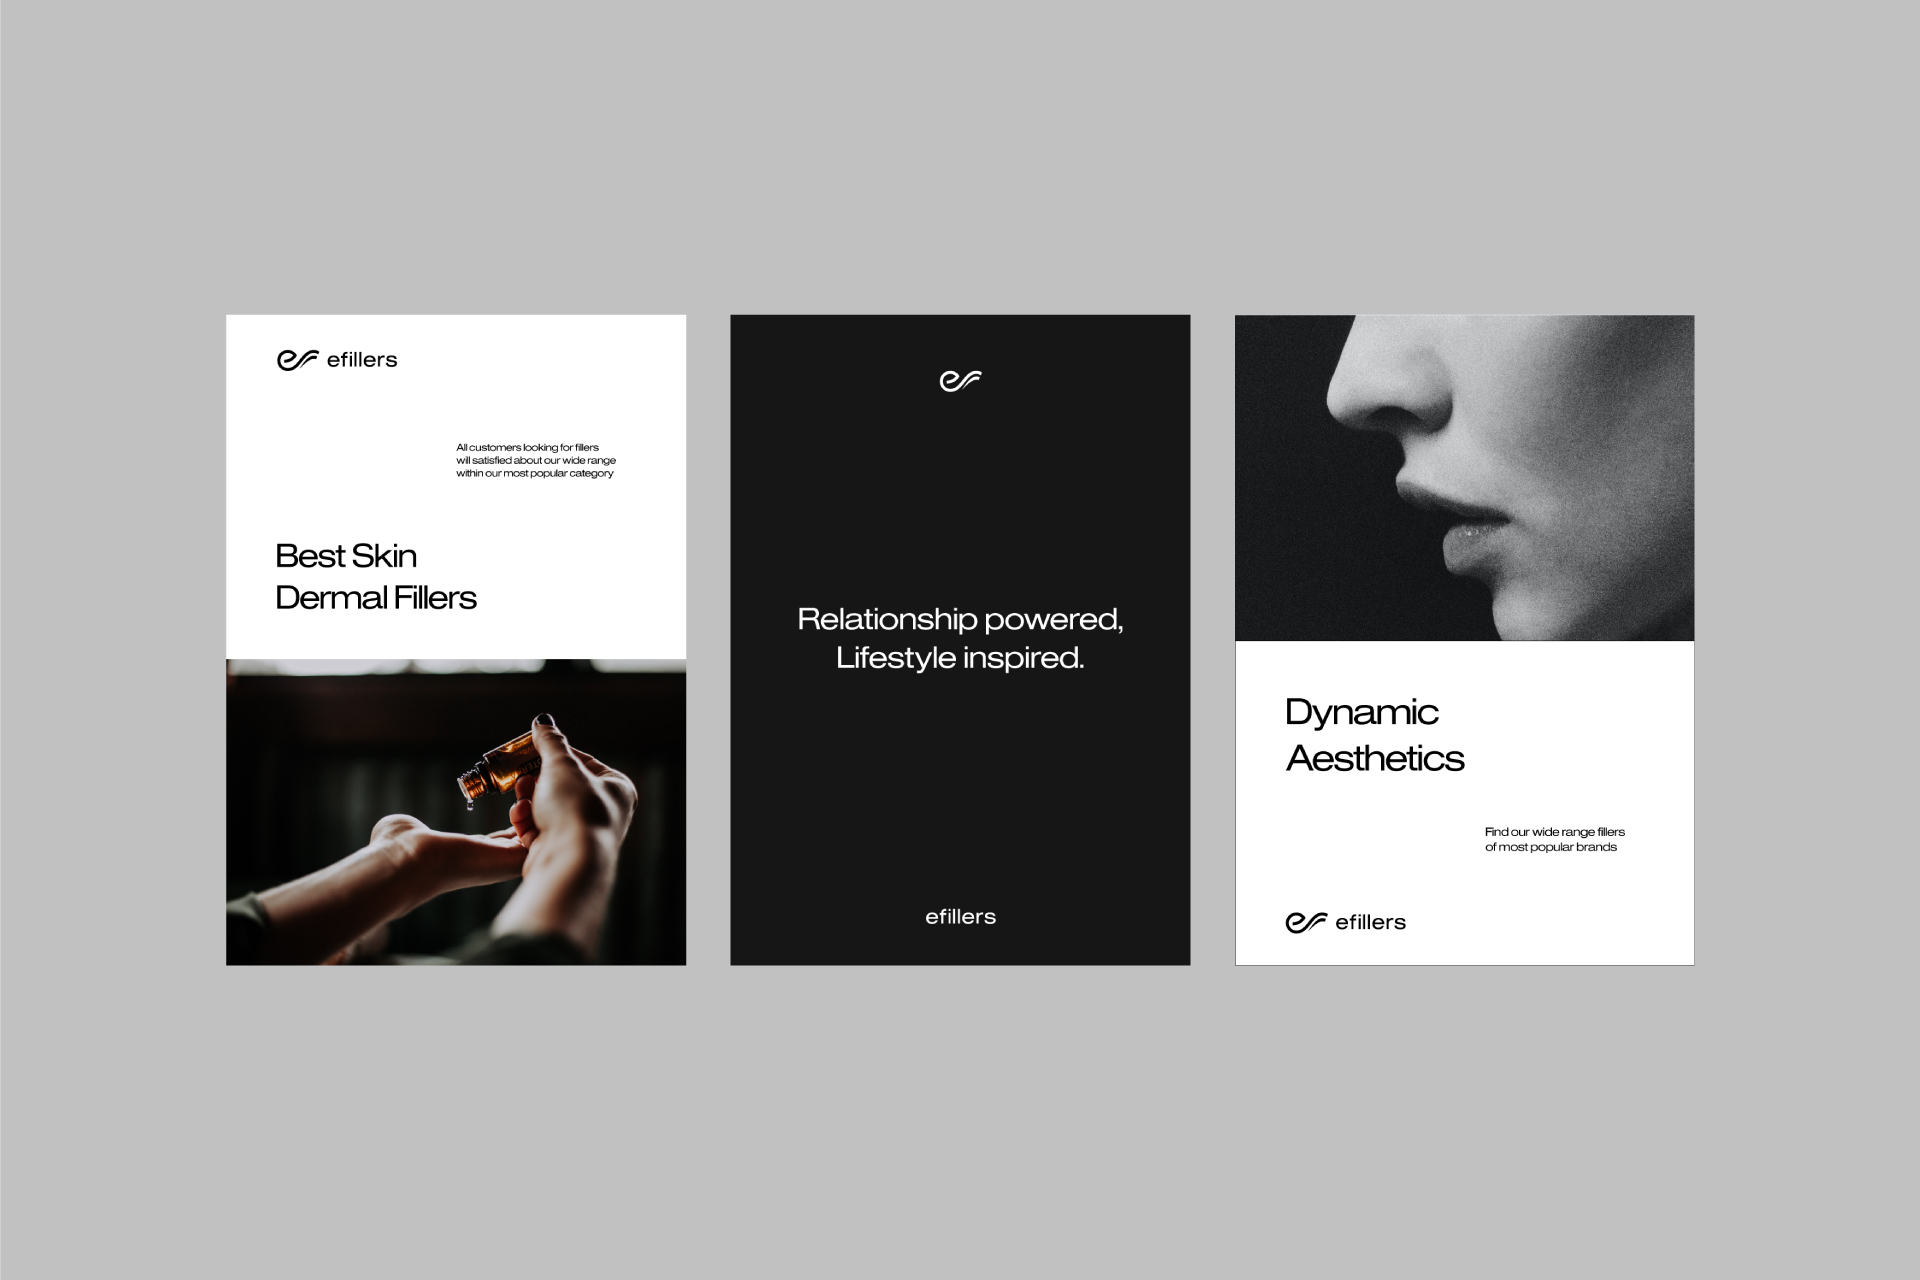 efillers
All customers looking for fillers
will satisfied about our wide range
within our most popular category
Best Skin
Dermal Fillers
Relationship powered,
Lifestyle inspired.
efillers
Dynamic
Aesthetics
Find our wide range fillers
of most popular brands
efillers